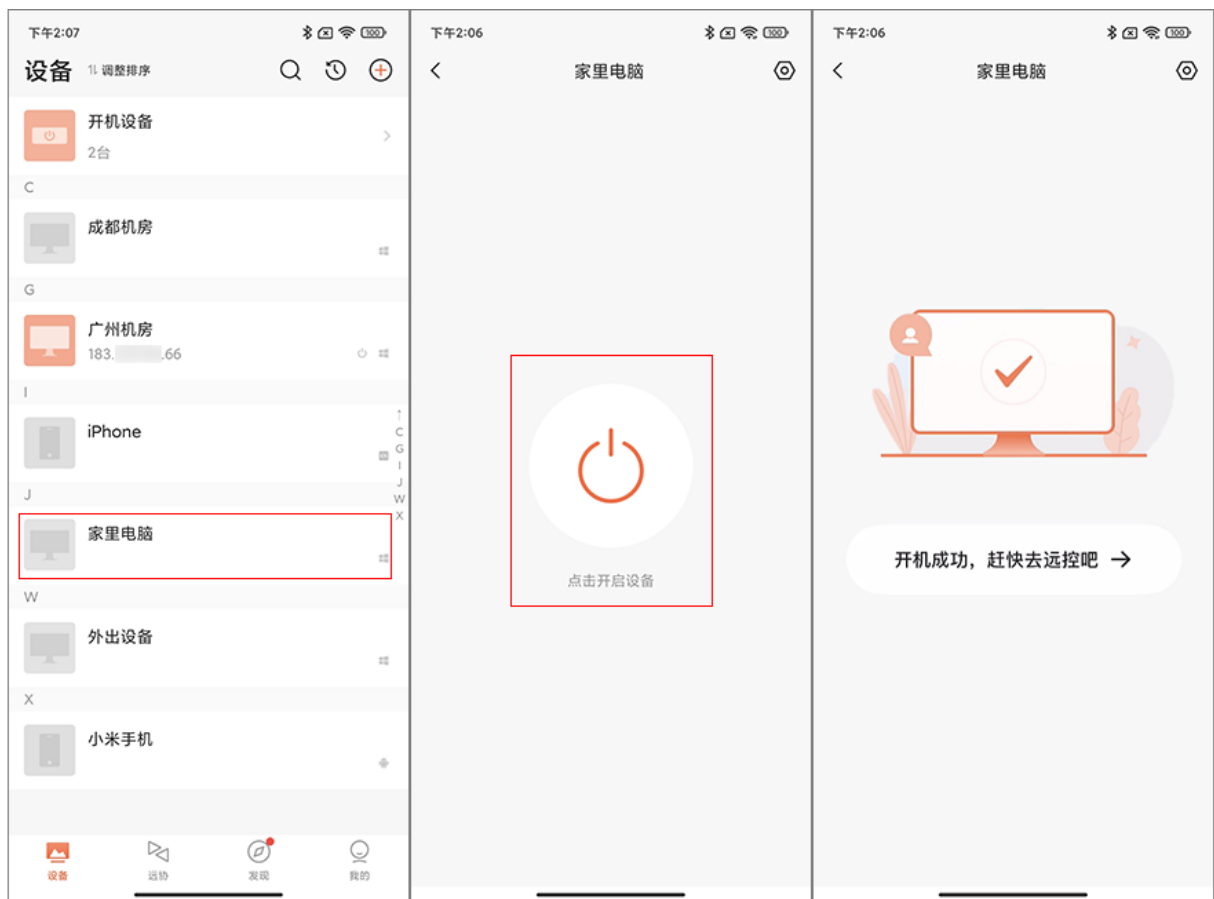 下午2:07
100
设备
调整排序
开机设备
2台
C
成都机房
G
广州机房
183. .66
I
iPhone
J
家里电脑
W
外出设备
X
小米手机
↑
C
G
I
J
W
X
设备
远协
发现
我的
下午2:06
100
家里电脑
点击开启设备
下午2:06
100
家里电脑
开机成功，赶快去远控吧 →